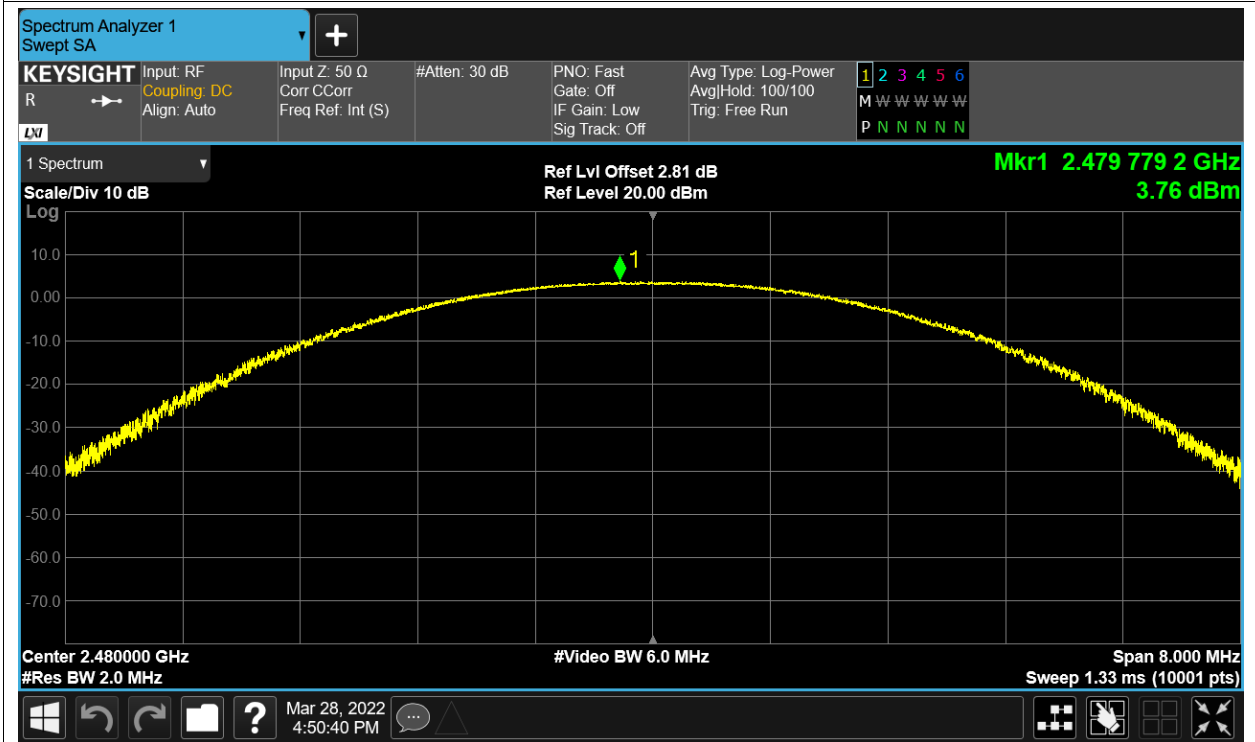 Spectrum Analyzer 1
Swept SA
+
KEYSIGHT
R
LXI
Input: RF
Coupling: DC
Align: Auto
Input Z: 50 Ω
Corr CCorr
Freq Ref: Int (S)
#Atten: 30 dB
PNO: Fast
Gate: Off
IF Gain: Low
Sig Track: Off
Avg Type: Log-Power
Avg|Hold: 100/100
Trig: Free Run
1 2 3 4 5 6
M W W W W W
P N N N N N
1 Spectrum
Scale/Div 10 dB
Log
Ref Lvl Offset 2.81 dB
Ref Level 20.00 dBm
Mkr1 2.479 779 2 GHz
3.76 dBm
1
10.0
0.00
-10.0
-20.0
-30.0
-40.0
-50.0
-60.0
-70.0
Center 2.480000 GHz
#Res BW 2.0 MHz
#Video BW 6.0 MHz
Span 8.000 MHz
Sweep 1.33 ms (10001 pts)
?
Mar 28, 2022
4:50:40 PM